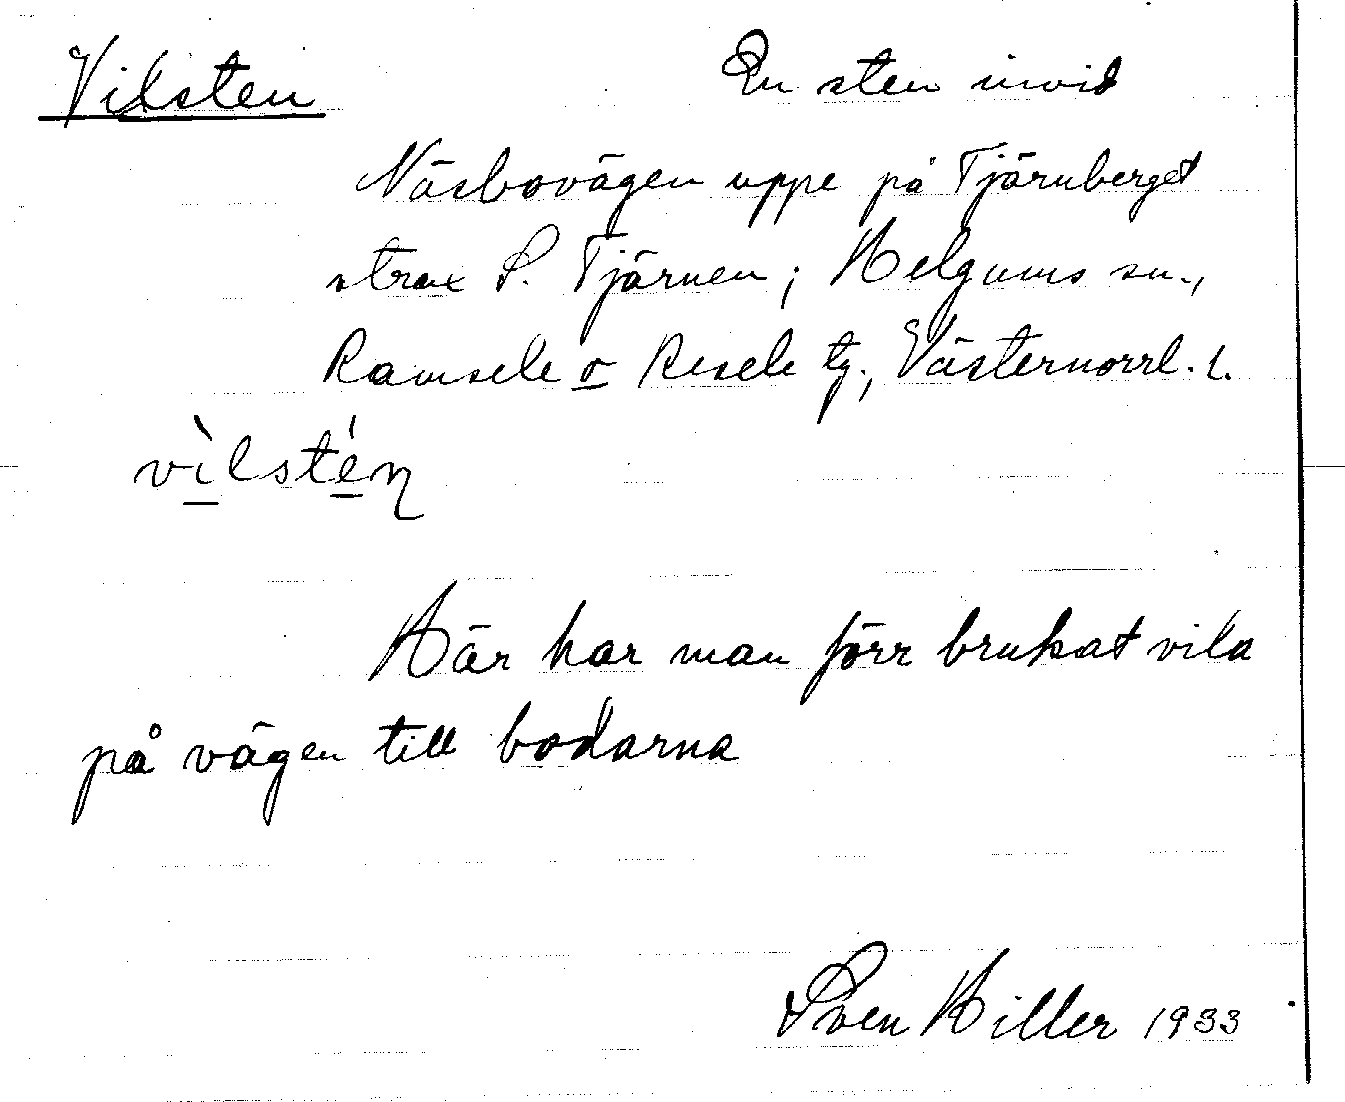 Vilsten En sten invid
Näsbovägen uppe på Tjärnberget
strax S. Tjärnen; Helgums sn.,
Ramsele o Resele tg., Västernorrl. l.
vìlstén
Här har man förr brukat vila
på vägen till bodarna
Sven Hiller 1933